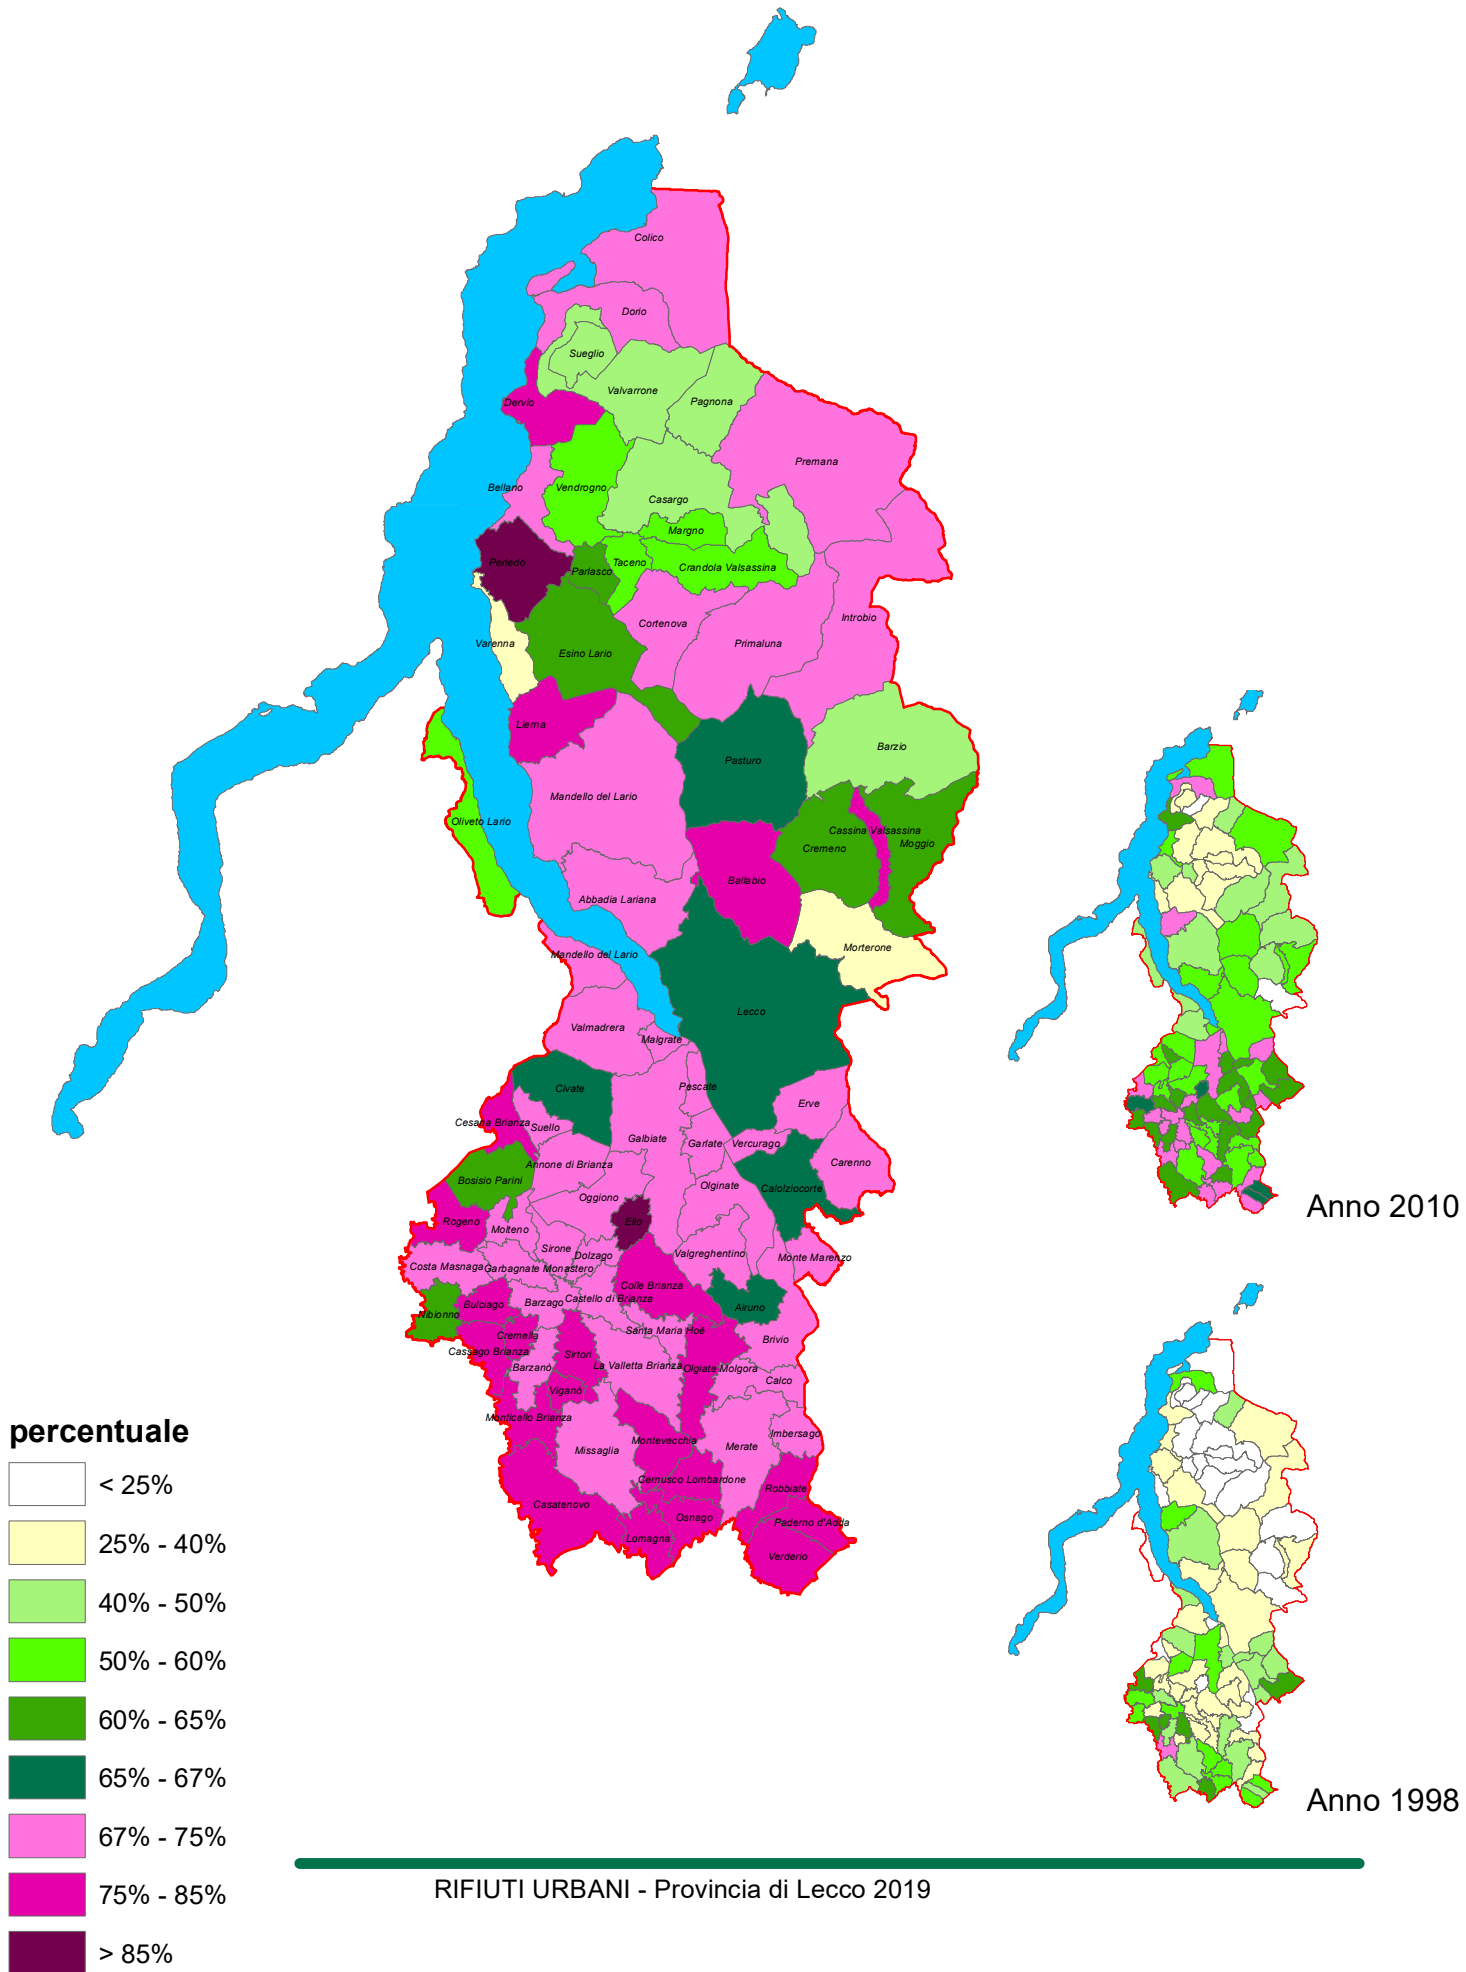 Colico
Dorio
Sueglio
Valvarrone
Pagnona
Dervio
Premana
Bellano
Vendrogno
Casargo
Margno
Perledo
Parlasco
Taceno
Crandola Valsassina
Introbio
Cortenova
Primaluna
Varenna
Esino Lario
Lierna
Barzio
Pasturo
Mandello del Lario
Oliveto Lario
Cassina Valsassina
Moggio
Cremeno
Ballabio
Abbadia Lariana
Morterone
Mandello del Lario
Lecco
Valmadrera
Malgrate
Civate
Pescate
Erve
Cesana Brianza
Suello
Galbiate
Garlate
Vercurago
Annone di Brianza
Carenno
Bosisio Parini
Oggiono
Olginate
Calolziocorte
Rogeno
Molteno
Ello
Sirone
Dolzago
Valgreghentino
Monte Marenzo
Costa Masnaga
Garbagnate Monastero
Colle Brianza
Castello di Brianza
Bulciago
Barzago
Airuno
Nibionno
Cremella
Santa Maria Hoè
Brivio
Cassago Brianza
Sirtori
Barzanò
La Valletta Brianza
Olgiate Molgora
Calco
Viganò
Monticello Brianza
Imbersago
Montevecchia
Merate
Missaglia
Cernusco Lombardone
Robbiate
Casatenovo
Osnago
Paderno d'Adda
Lomagna
Verderio
Anno 2010
Anno 1998
percentuale
< 25%
25% - 40%
40% - 50%
50% - 60%
60% - 65%
65% - 67%
67% - 75%
75% - 85%
> 85%
RIFIUTI URBANI - Provincia di Lecco 2019